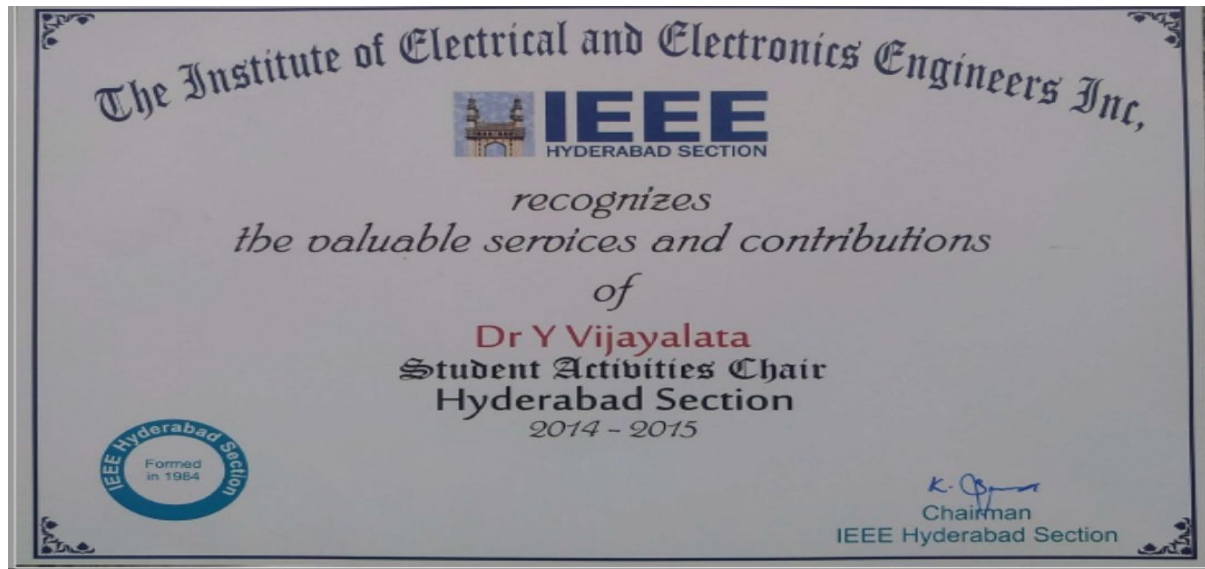 The Institute of Electrical and Electronics Engineers Inc,
IEEE
HYDERABAD SECTION
recognizes
the valuable services and contributions
of
Dr Y Vijayalata
Student Activities Chair
Hyderabad Section
2014 - 2015
IEEE Hyderabad Section
Formed
in 1984
K.
Chairman
IEEE Hyderabad Section